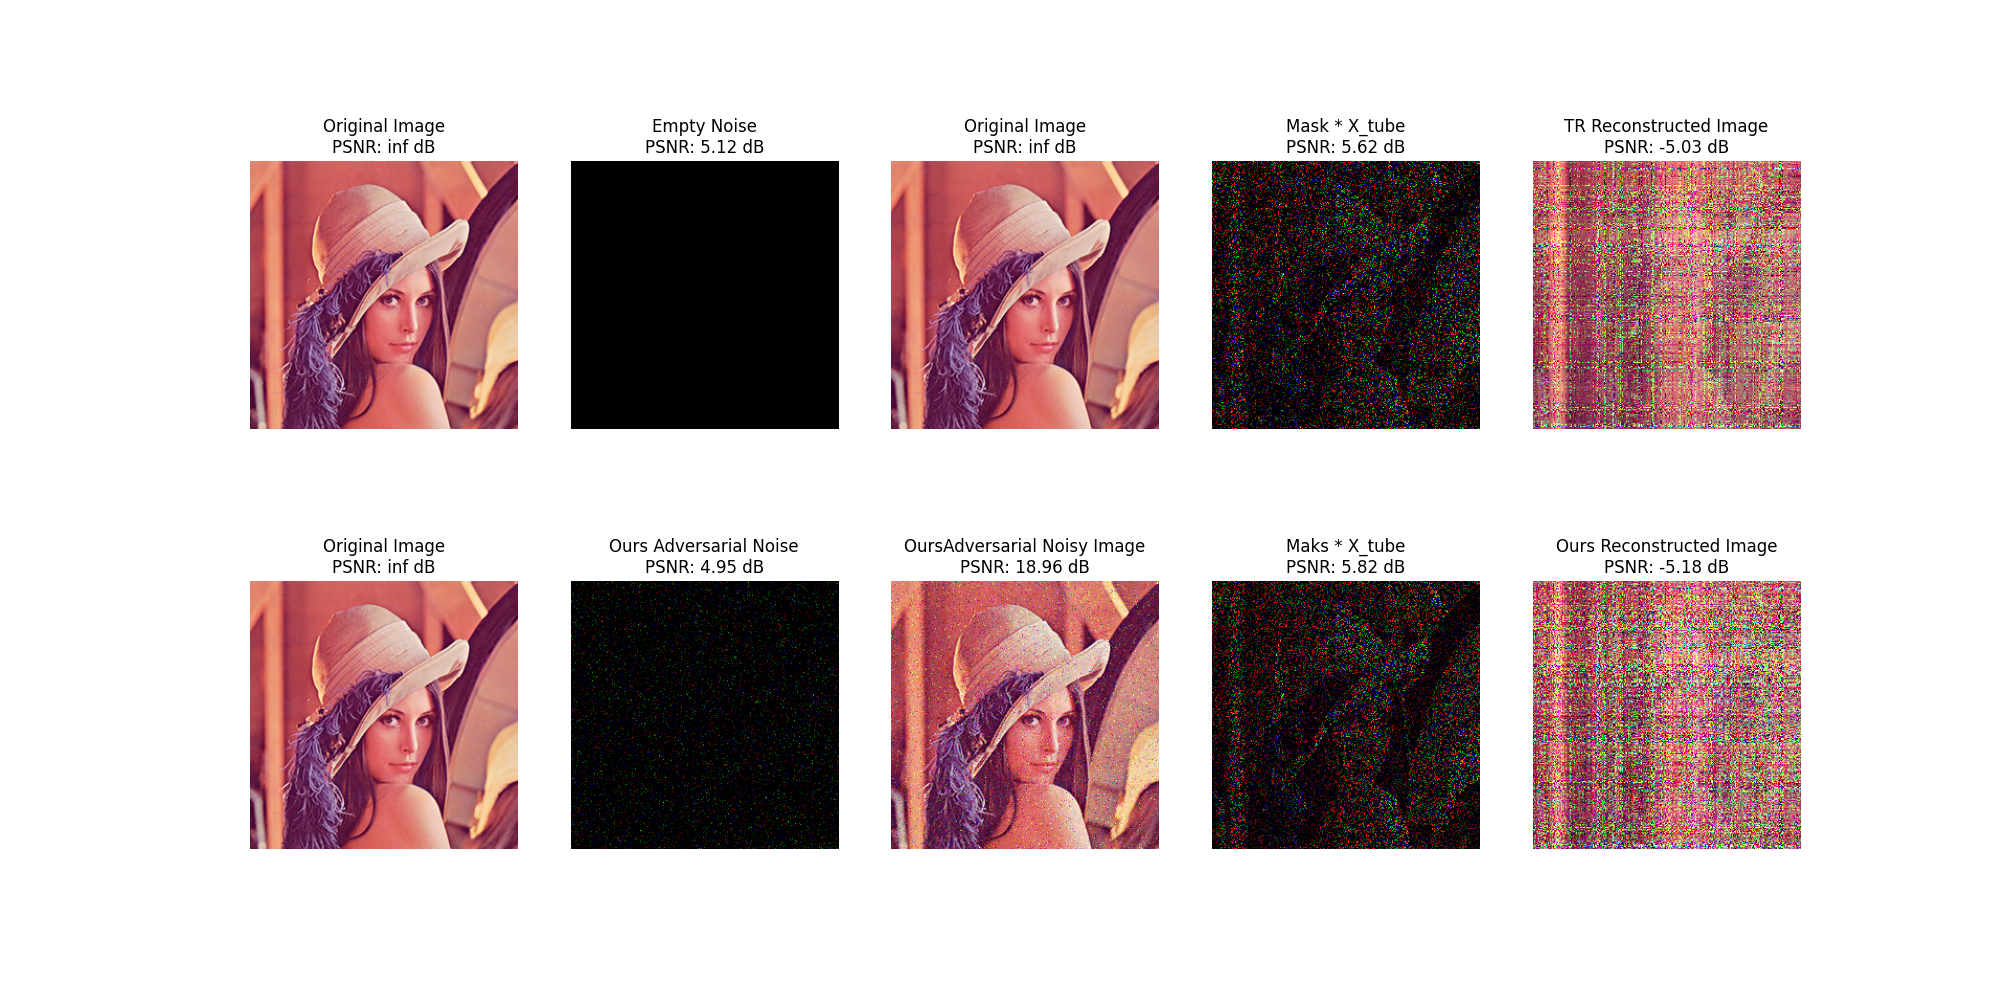 Original Image
PSNR: inf dB
Empty Noise
PSNR: 5.12 dB
Original Image
PSNR: inf dB
Mask * X_tube
PSNR: 5.62 dB
TR Reconstructed Image
PSNR: -5.03 dB
Original Image
PSNR: inf dB
Ours Adversarial Noise
PSNR: 4.95 dB
OursAdversarial Noisy Image
PSNR: 18.96 dB
Maks * X_tube
PSNR: 5.82 dB
Ours Reconstructed Image
PSNR: -5.18 dB